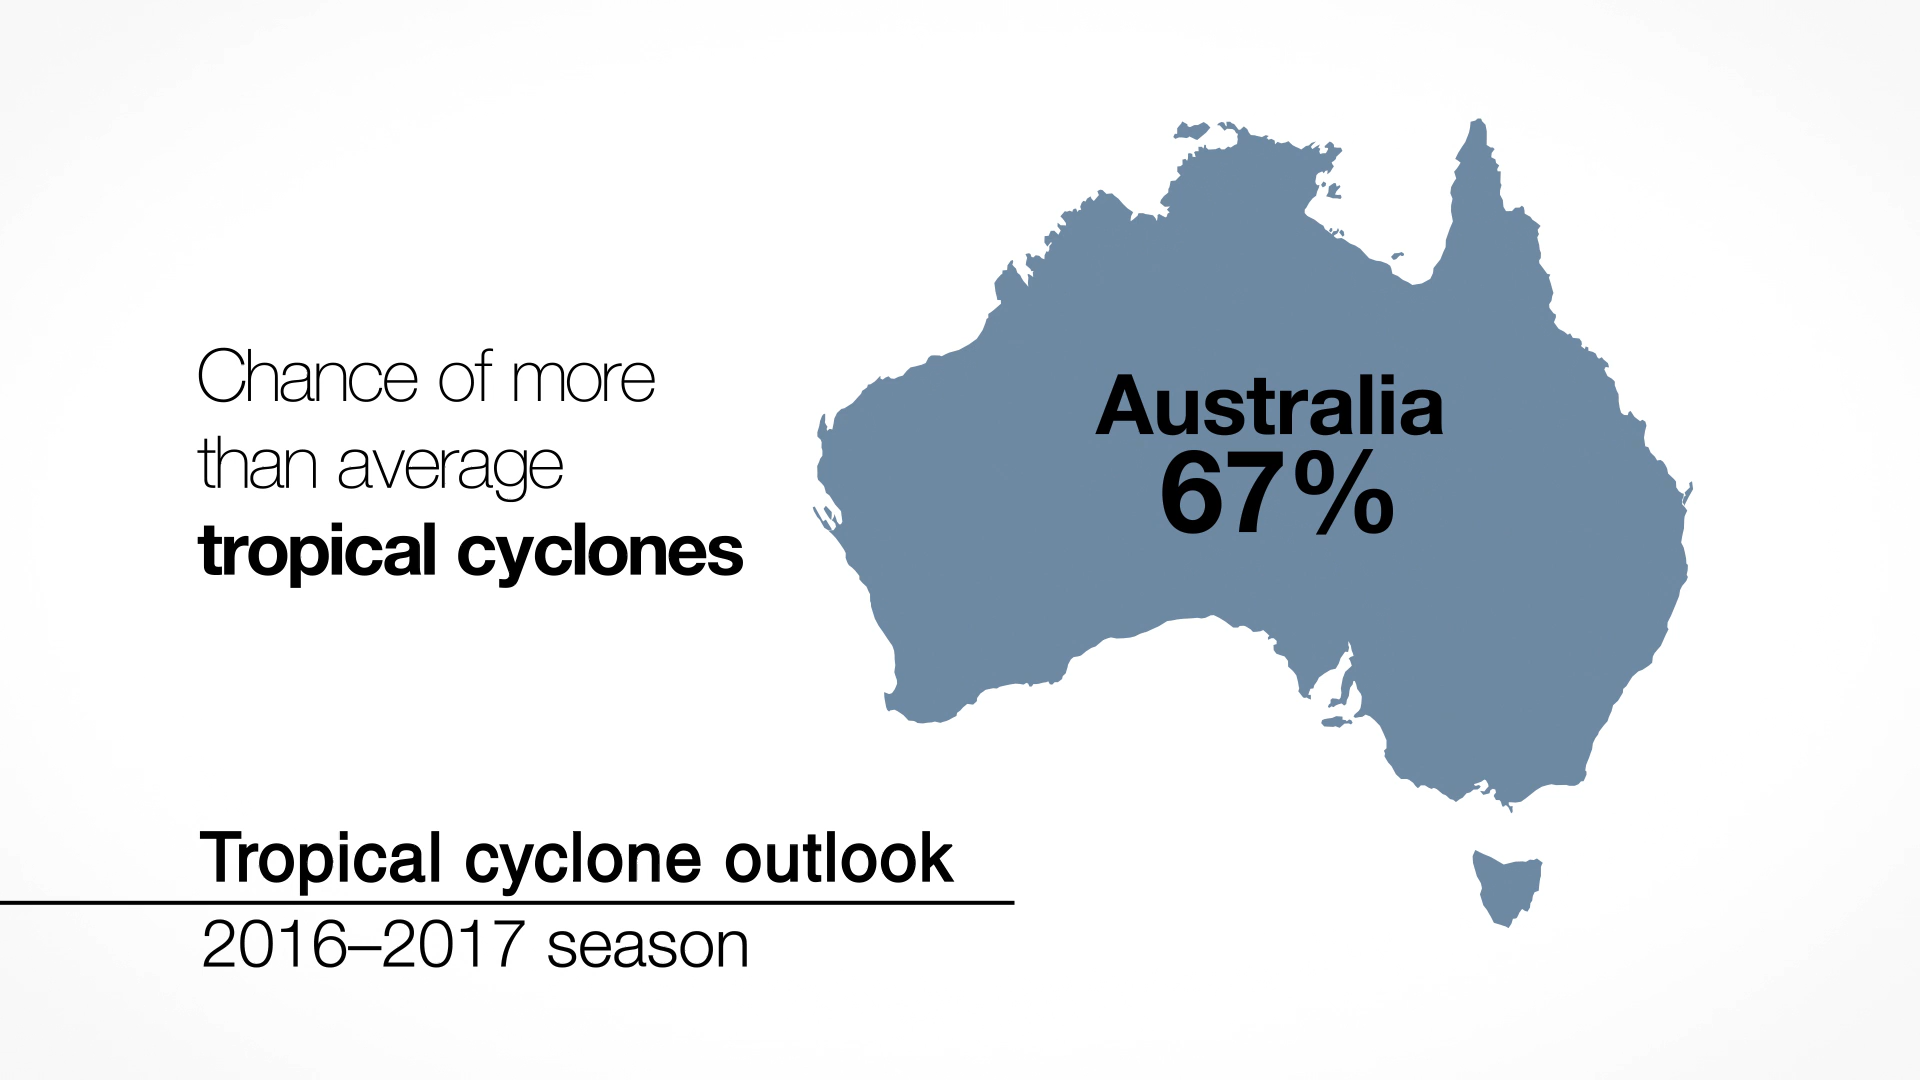 Chance of more
than average
tropical cyclones
Australia
67%
Tropical cyclone outlook
2016–2017 season